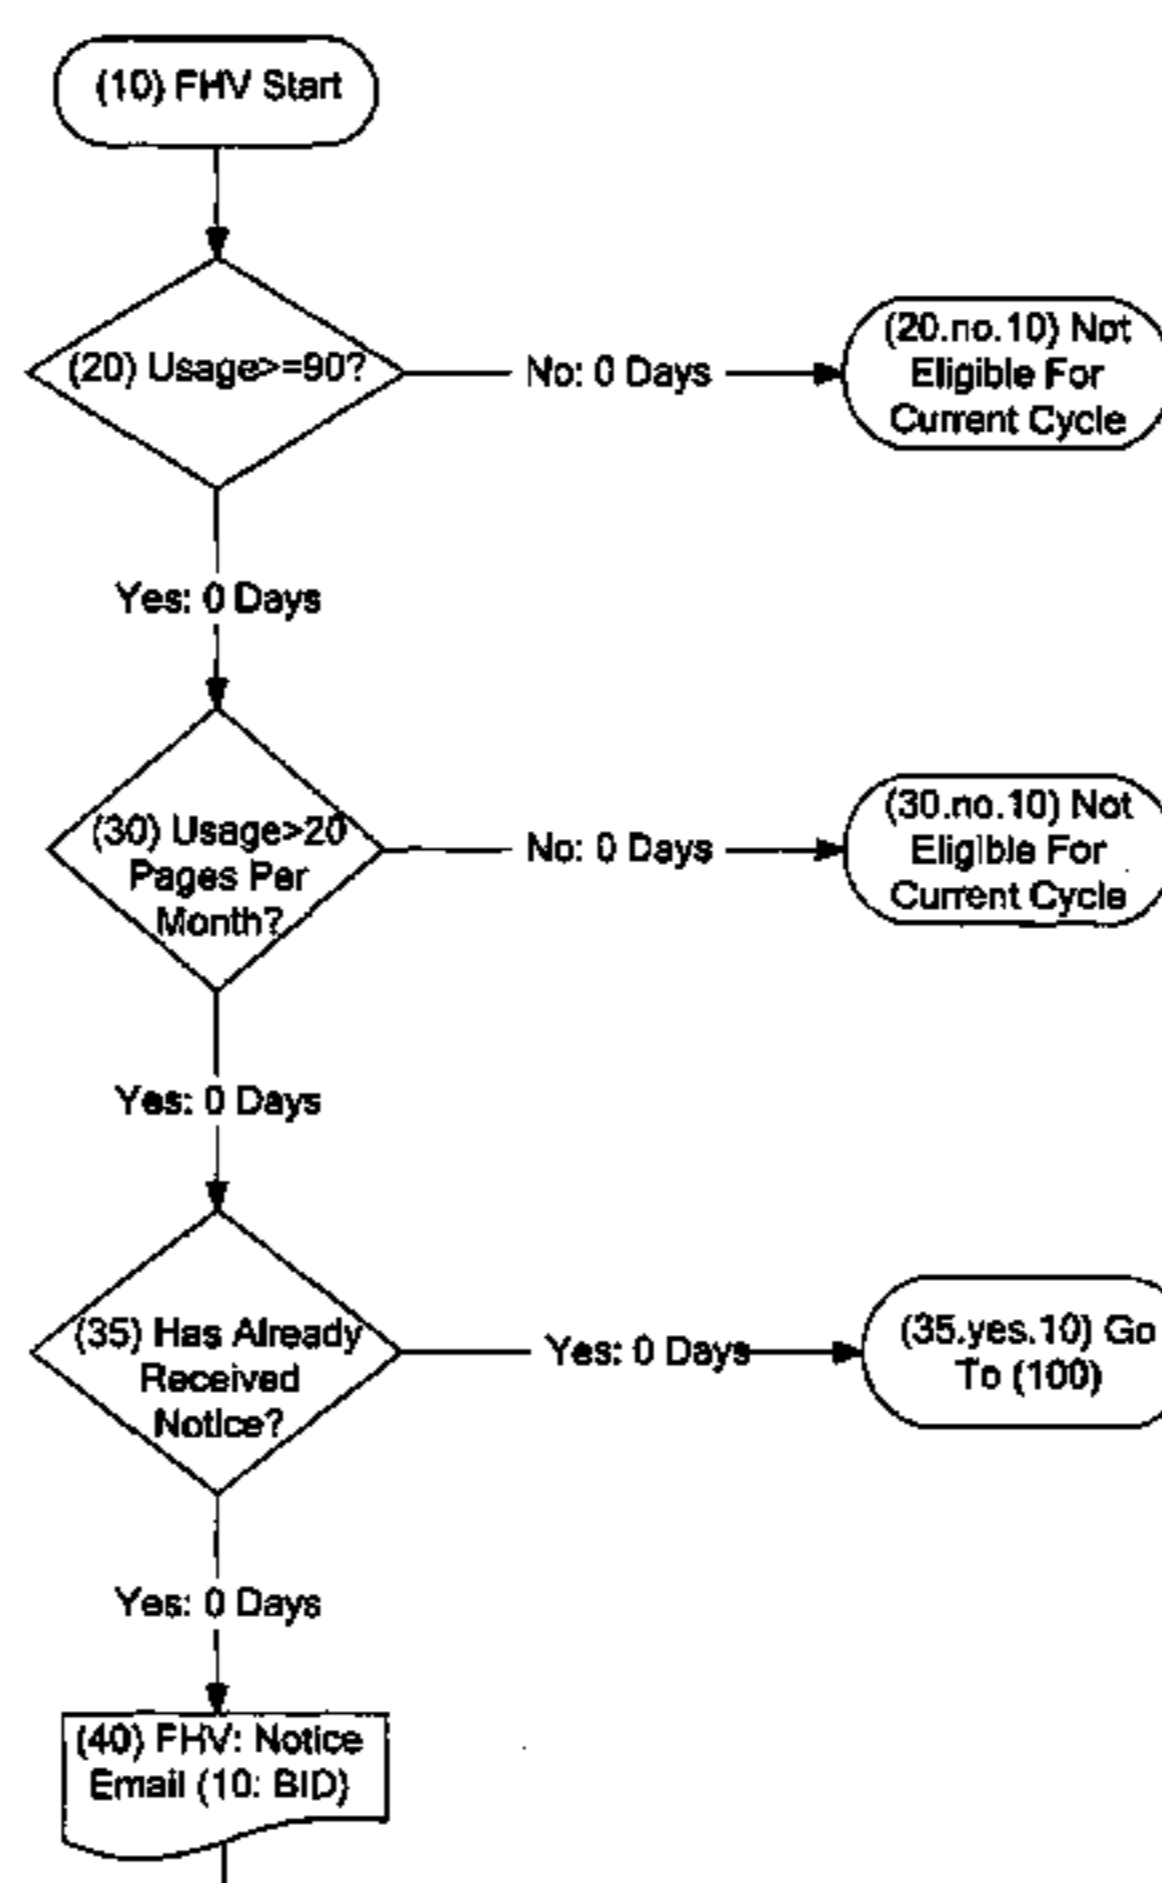 (10) FHV Start
(20) Usage>=90?
No: 0 Days
(20.no.10) Not
Eligible For
Current Cycle
Yes: 0 Days
(30) Usage>20
Pages Per
Month?
No: 0 Days
(30.no.10) Not
Eligible For
Current Cycle
Yes: 0 Days
(35) Has Already
Received
Notice?
Yes: 0 Days
(35.yes.10) Go
To (100)
Yes: 0 Days
(40) FHV: Notice
Email (10: BID)